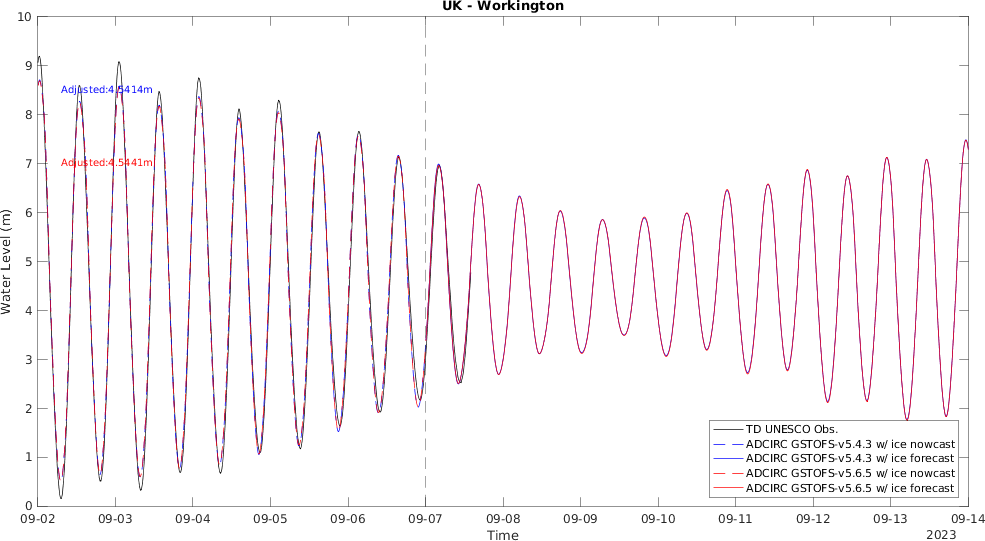 UK - Workington
10
9
8
7
6
5
4
3
2
1
0
Water Level (m)
Adjusted:4.5414m
Adjusted:4.5441m
TD UNESCO Obs.
ADCIRC GSTOFS-v5.4.3 w/ ice nowcast
ADCIRC GSTOFS-v5.4.3 w/ ice forecast
ADCIRC GSTOFS-v5.6.5 w/ ice nowcast
ADCIRC GSTOFS-v5.6.5 w/ ice forecast
09-02 09-03 09-04 09-05 09-06 09-07 09-08 09-09 09-10 09-11 09-12 09-13 09-14
Time
2023